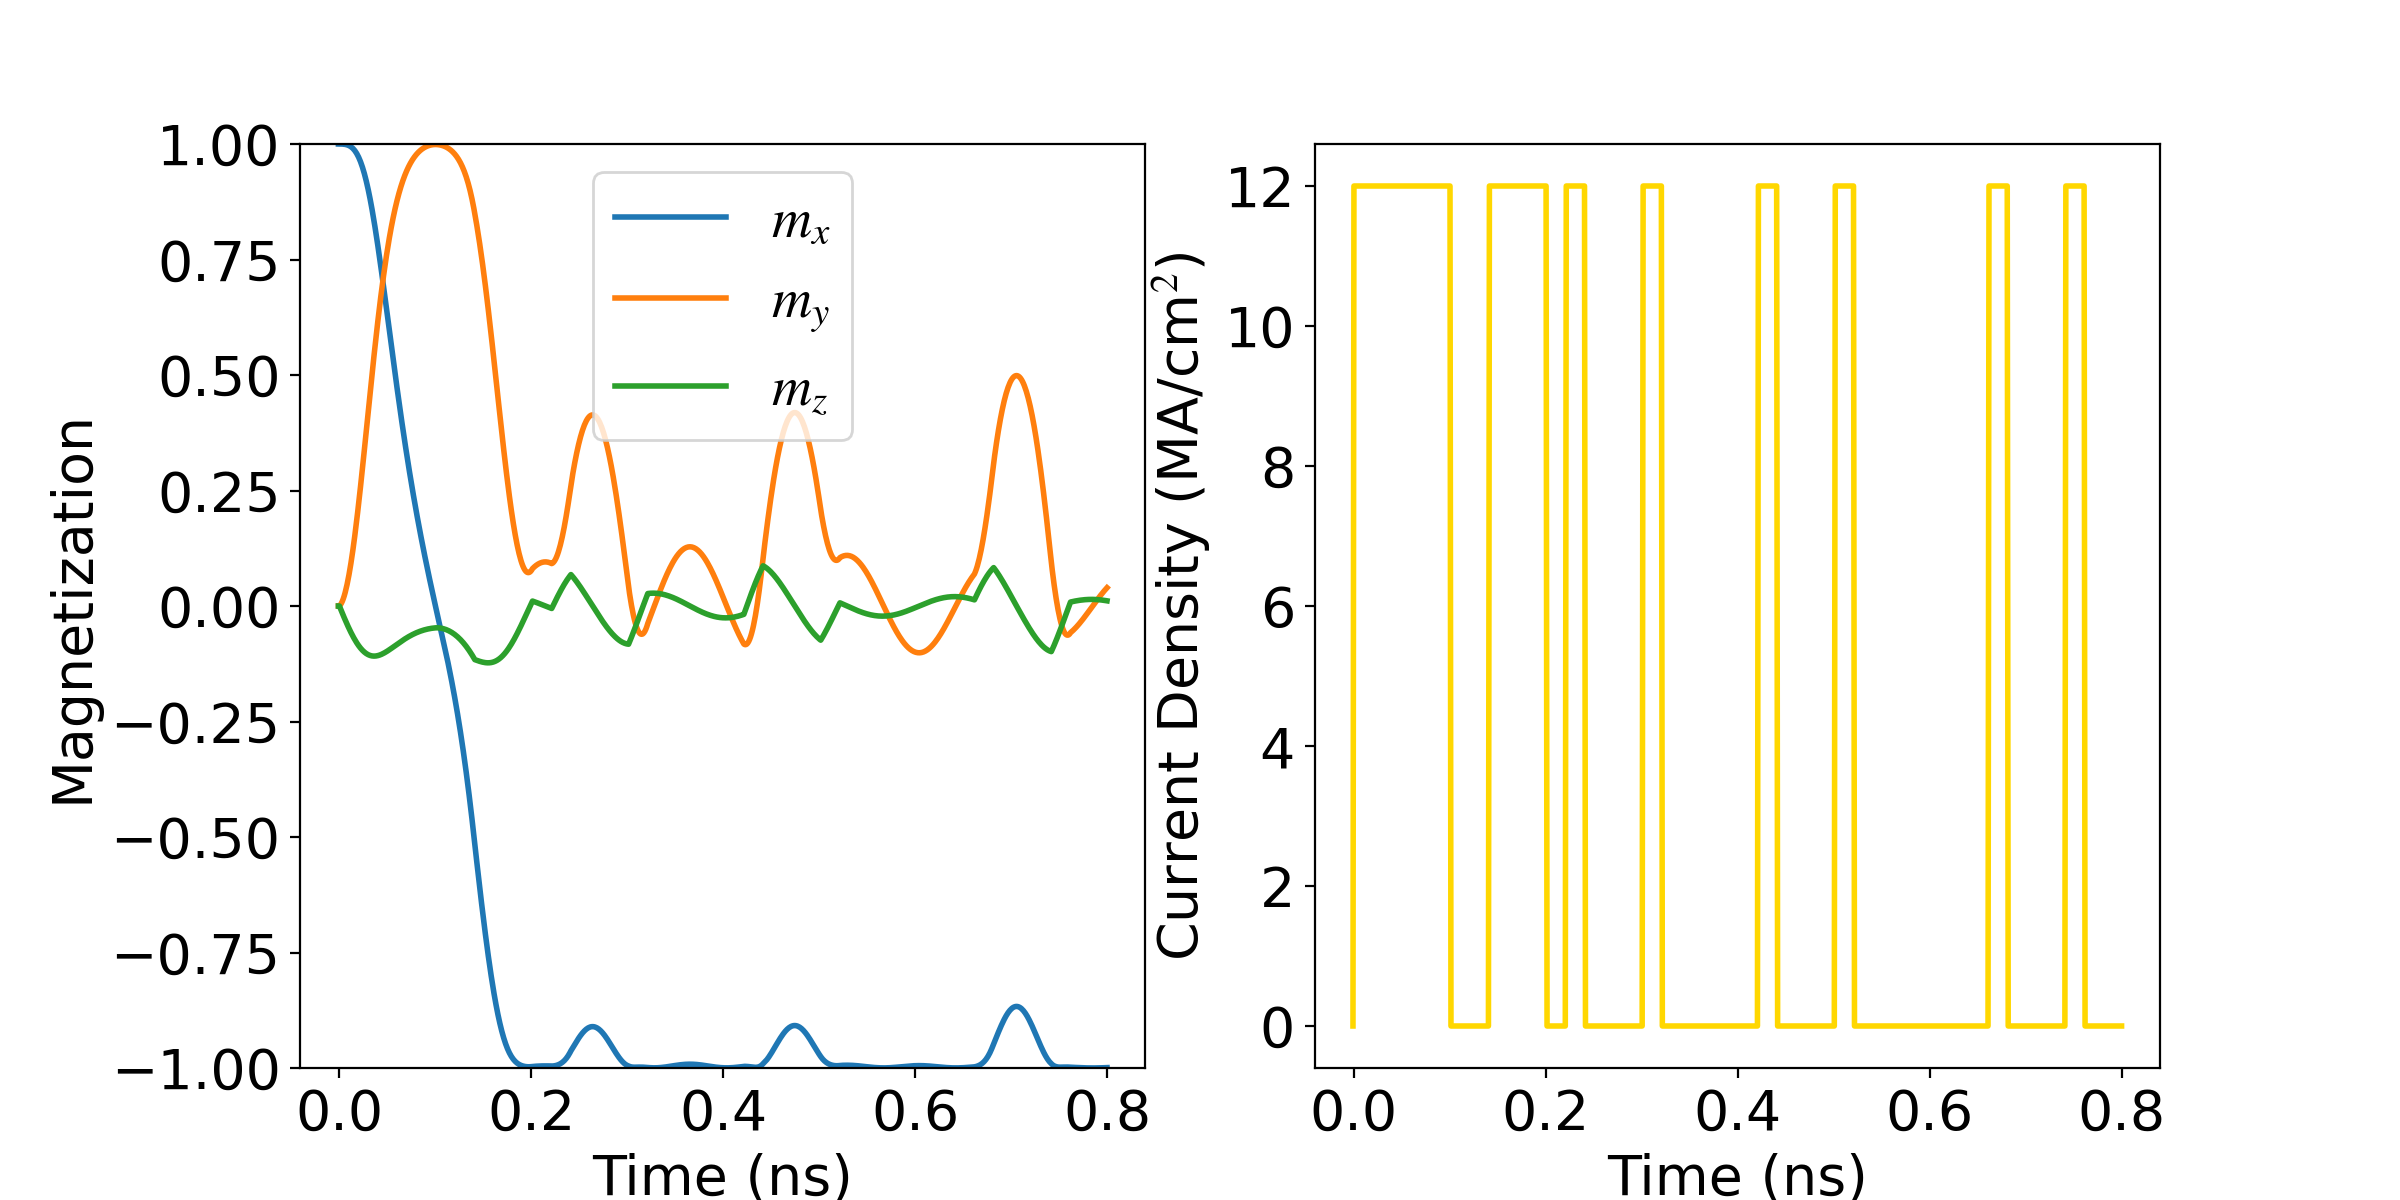 Magnetization
1.00
0.75
0.50
0.25
0.00
−0.25
−0.50
−0.75
−1.00
0.0 0.2 0.4 0.6 0.8
Time (ns)
m_x
m_y
m_z
Current Density (MA/cm²)
12
10
8
6
4
2
0
0.0 0.2 0.4 0.6 0.8
Time (ns)